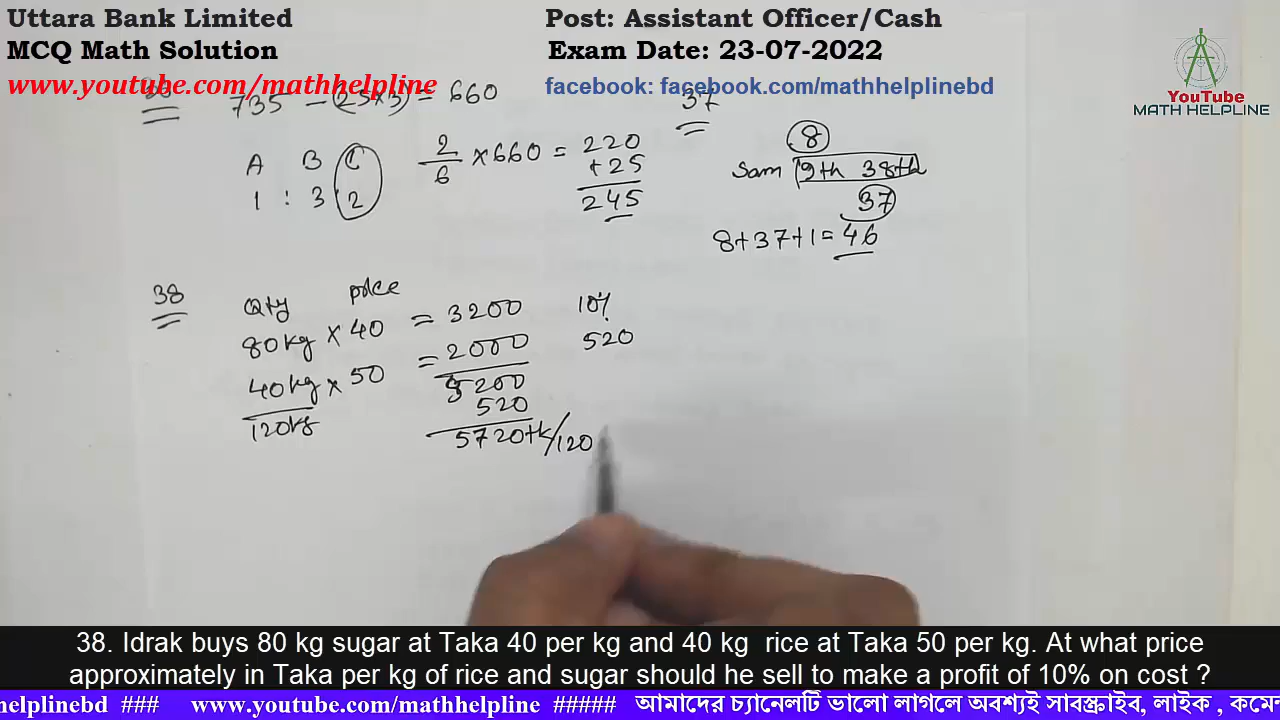 Uttara Bank Limited
Post: Assistant Officer/Cash
MCQ Math Solution
Exam Date: 23-07-2022
www.youtube.com/mathhelpline
facebook: facebook.com/mathhelplinebd
YouTube
MATH HELPLINE
735 - (25x3) = 660
A B C
1 : 3 2
2/6 x 660 = 220
+25
245
37
8
Sam 9th 38th
37
8+37+1=46
38
Qty price
80kg x 40 = 3200
40kg x 50 = 2000
120kg
5200
520
5720tk/120
10%
520
38. Idrak buys 80 kg sugar at Taka 40 per kg and 40 kg rice at Taka 50 per kg. At what price
approximately in Taka per kg of rice and sugar should he sell to make a profit of 10% on cost ?
helplinebd ### www.youtube.com/mathhelpline ##### আমাদের চ্যানেলটি ভালো লাগলে অবশ্যই সাবস্ক্রাইব, লাইক , কমে